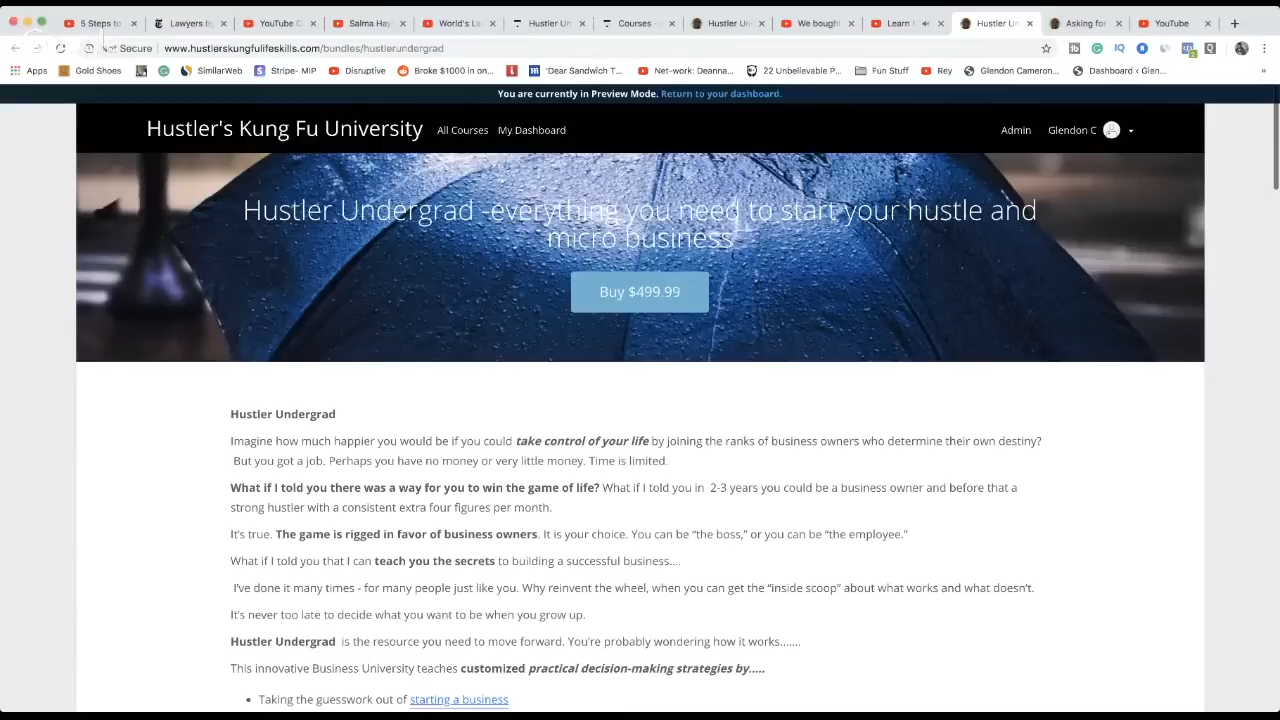 5 Steps to
Lawyers b
YouTube
Salma Hay
World's La
Hustler Un
Courses -
Hustler Un
We bough
Learn
Hustler Un
Asking for
YouTube
Secure
www.hustlerskungfulifeskills.com/bundles/hustlerundergrad
Apps
Gold Shoes
SimilarWeb
Stripe- MIP
Disruptive
Broke $1000 in on...
'Dear Sandwich T...
Net-work: Deanna...
22 Unbelievable P...
Fun Stuff
Rey
Glendon Cameron...
Dashboard ‹ Glen...
You are currently in Preview Mode. Return to your dashboard.
Hustler's Kung Fu University
All Courses
My Dashboard
Admin
Glendon C
Hustler Undergrad -everything you need to start your hustle and
micro business
Buy $499.99
Hustler Undergrad
Imagine how much happier you would be if you could take control of your life by joining the ranks of business owners who determine their own destiny?
But you got a job. Perhaps you have no money or very little money. Time is limited.
What if I told you there was a way for you to win the game of life? What if I told you in 2-3 years you could be a business owner and before that a
strong hustler with a consistent extra four figures per month.
It's true. The game is rigged in favor of business owners. It is your choice. You can be “the boss,” or you can be “the employee.”
What if I told you that I can teach you the secrets to building a successful business....
I've done it many times - for many people just like you. Why reinvent the wheel, when you can get the “inside scoop” about what works and what doesn't.
It's never too late to decide what you want to be when you grow up.
Hustler Undergrad is the resource you need to move forward. You're probably wondering how it works.......
This innovative Business University teaches customized practical decision-making strategies by.....
• Taking the guesswork out of starting a business